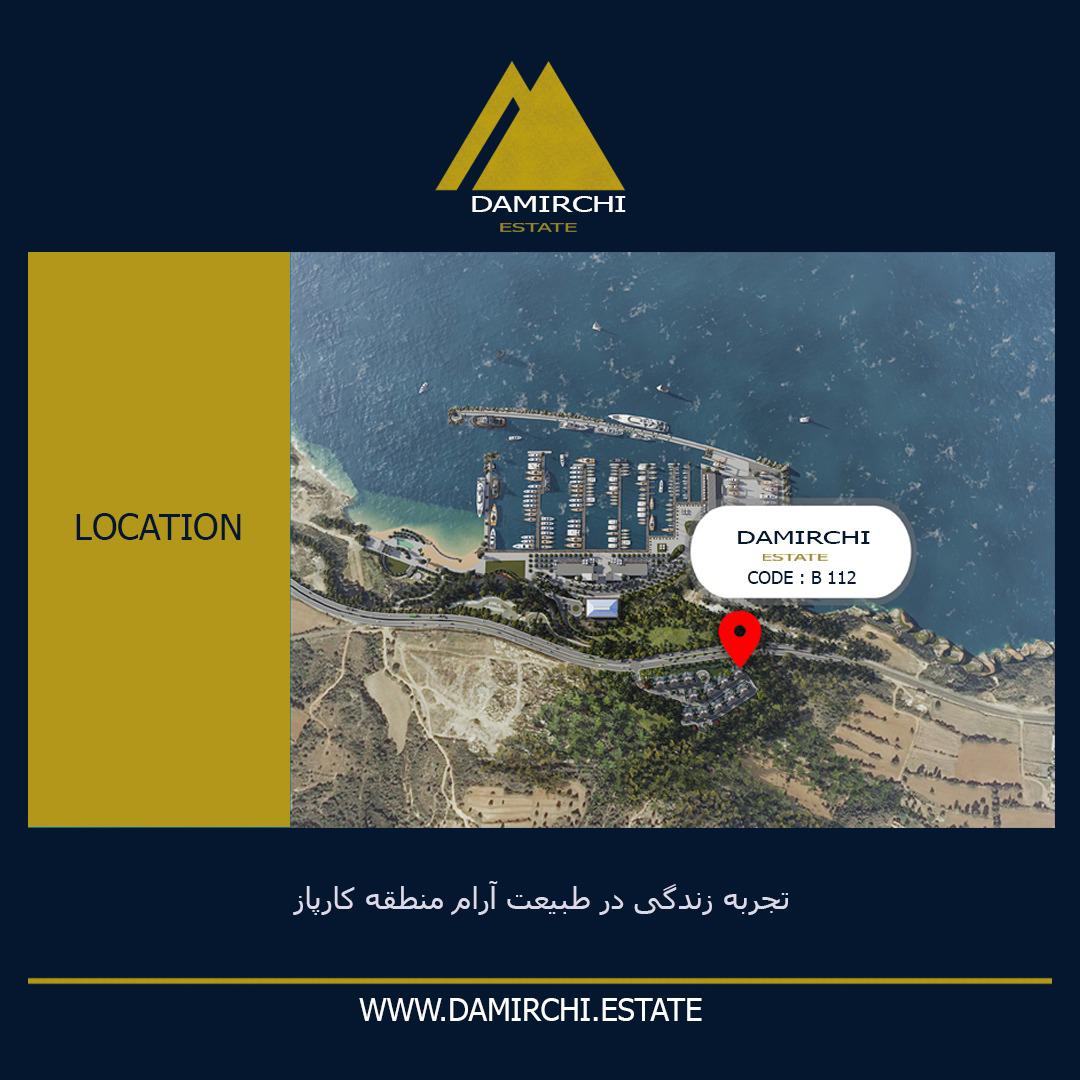 DAMIRCHI
ESTATE
LOCATION
DAMIRCHI
ESTATE
CODE : B 112
تجربه زندگی در طبیعت آرام منطقه کارپاز
WWW.DAMIRCHI.ESTATE